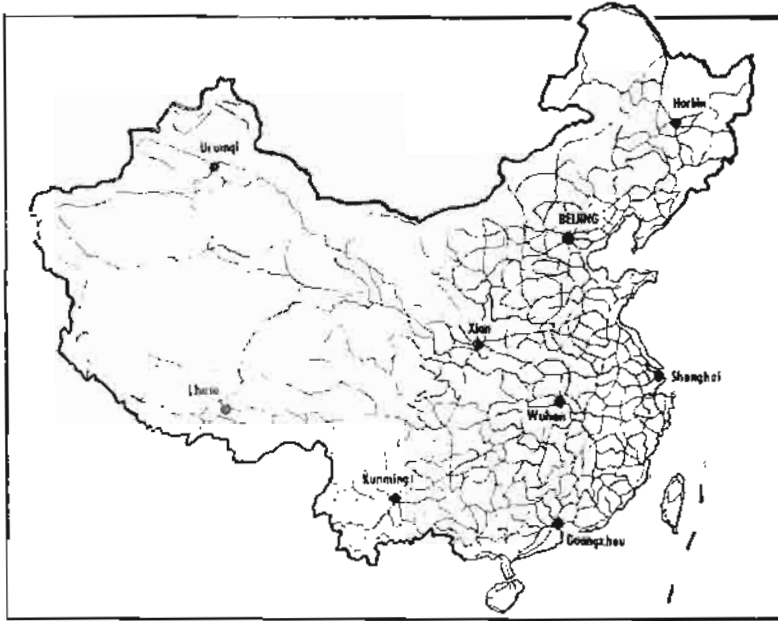 Harbin
Urumqi
BEIJING
Xian
Shanghai
Lhasa
Wuhan
Kunming
Guangzhou